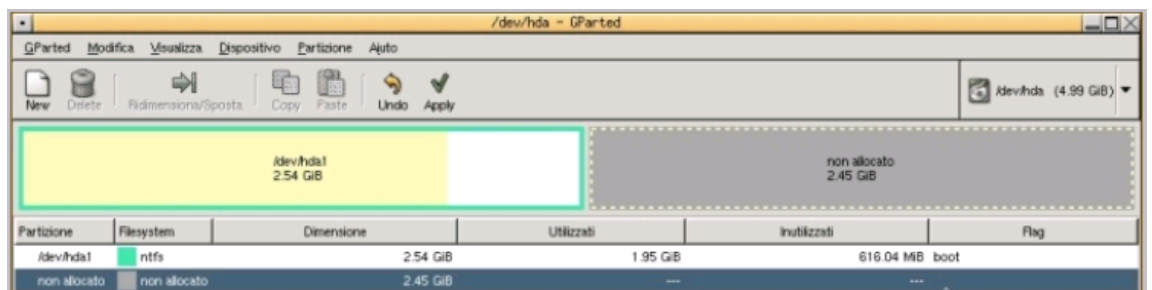 /dev/hda - GParted
GParted Modifica Visualizza Dispositivo Partizione Aiuto
New Delete Ridimensiona/Sposta Copy Paste Undo Apply
/dev/hda (4.99 GiB)
/dev/hda1
2.54 GiB
non allocato
2.45 GiB
Partizione Filesystem Dimensione Utilizzati Inutilizzati Flag
/dev/hda1 ntfs 2.54 GiB 1.95 GiB 616.04 MiB boot
non allocato non allocato 2.45 GiB --- ---